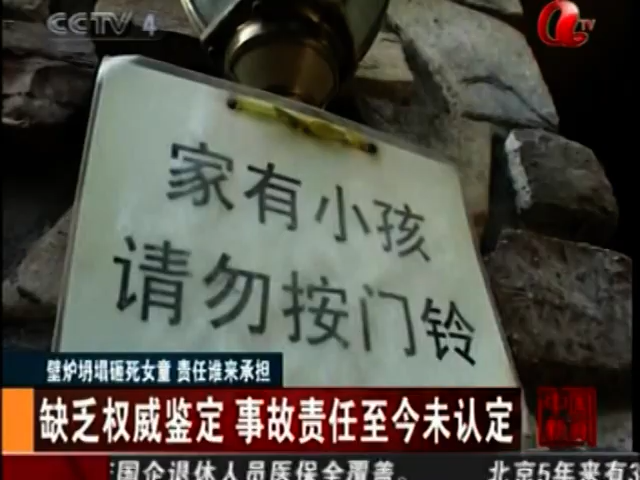 CCTV 4
TV
家有小孩
请勿按门铃
壁炉坍塌砸死女童 责任谁来承担
缺乏权威鉴定 事故责任至今未认定
国企退休人员医保全覆盖。 北京5年来有3